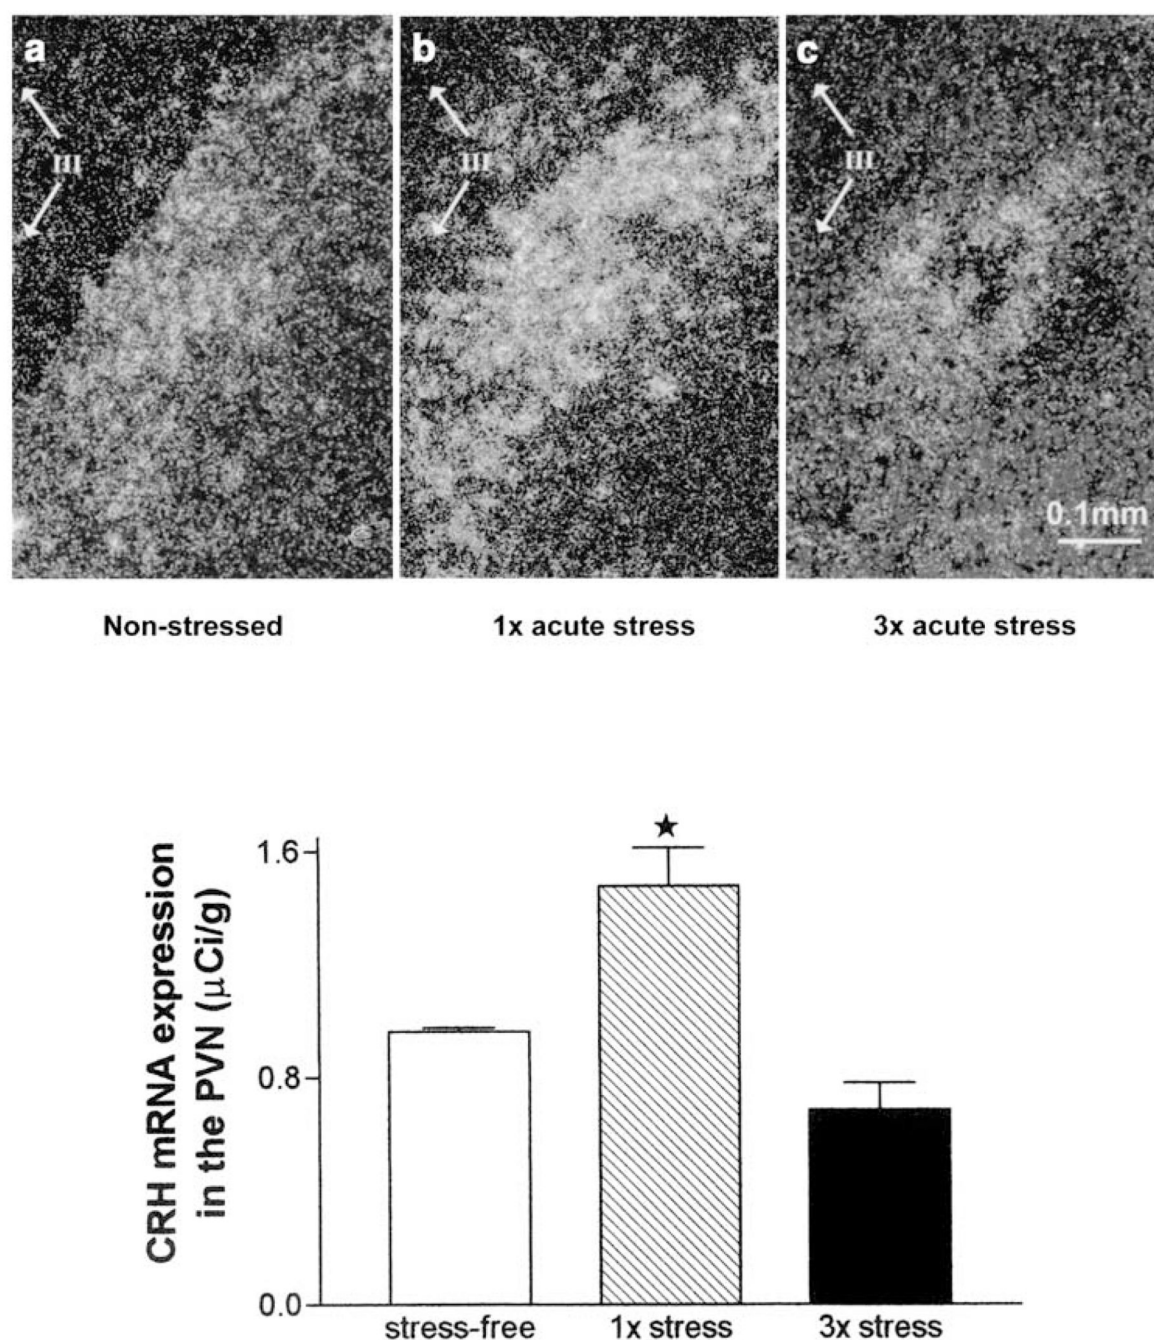 a b c
III III III
0.1mm
Non-stressed 1x acute stress 3x acute stress
CRH mRNA expression
in the PVN (μCi/g)
1.6
0.8
0.0
stress-free 1x stress 3x stress